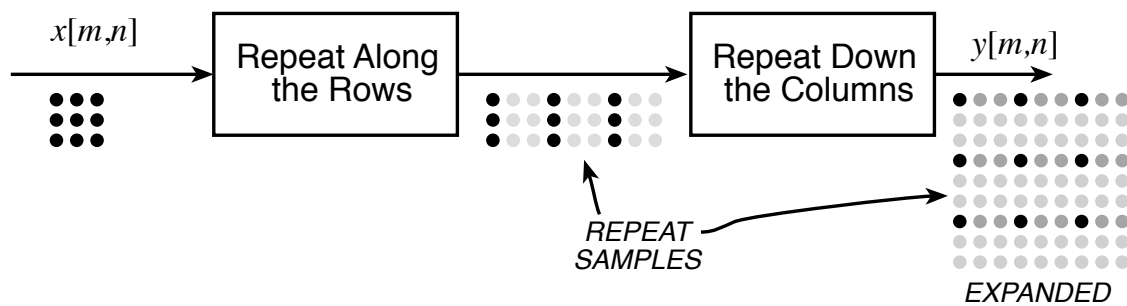 x[m,n]
Repeat Along
the Rows
Repeat Down
the Columns
y[m,n]
REPEAT
SAMPLES
EXPANDED